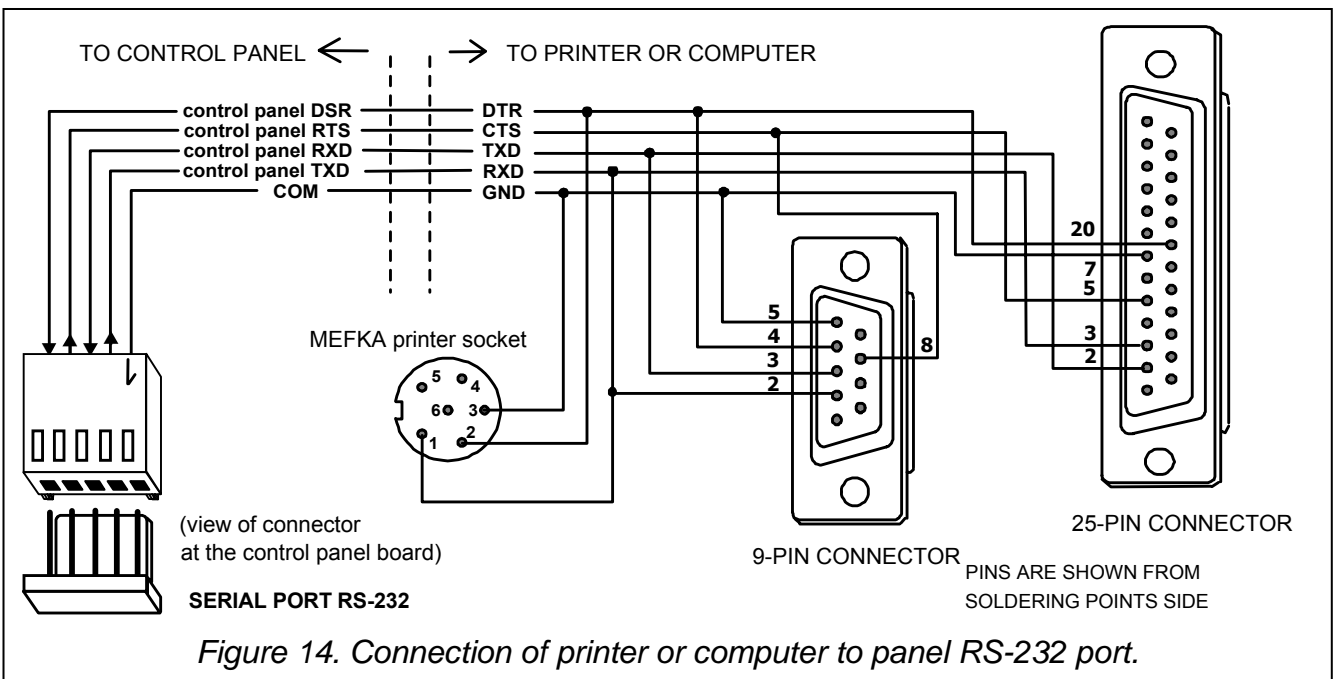 TO CONTROL PANEL
TO PRINTER OR COMPUTER
control panel DSR DTR
control panel RTS CTS
control panel RXD TXD
control panel TXD RXD
COM GND
20
7
5
3
2
5
4
3
2
8
MEFKA printer socket
5
4
6
3
1
2
(view of connector
at the control panel board)
SERIAL PORT RS-232
9-PIN CONNECTOR
25-PIN CONNECTOR
PINS ARE SHOWN FROM
SOLDERING POINTS SIDE
Figure 14. Connection of printer or computer to panel RS-232 port.